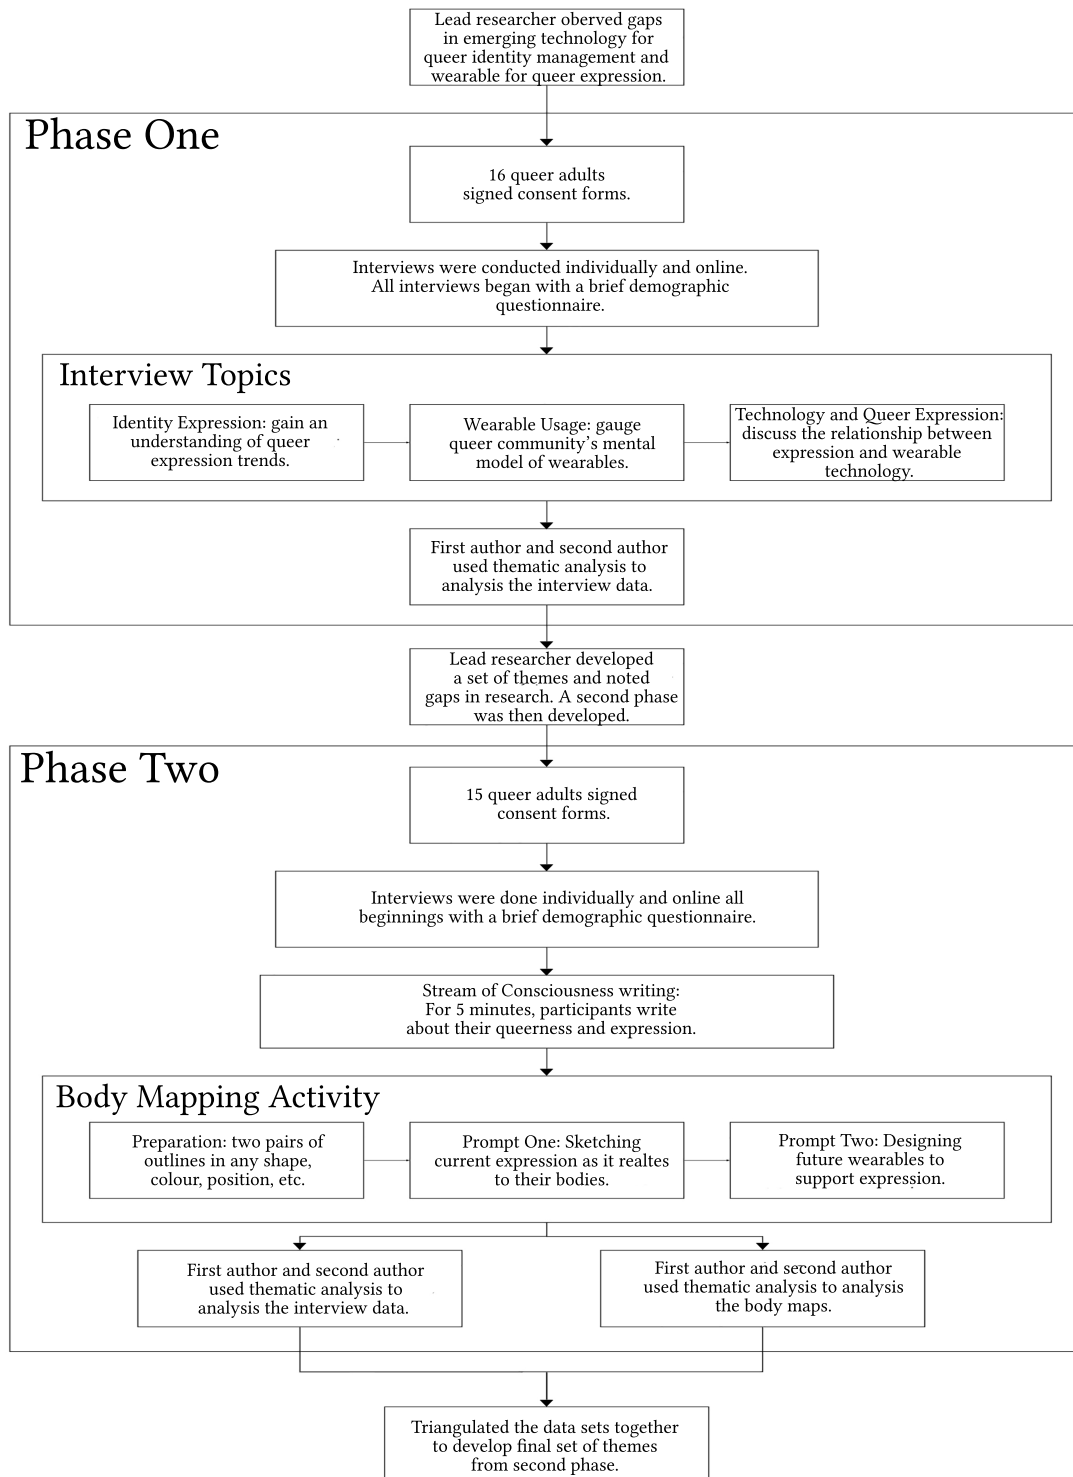 Lead researcher oberved gaps
in emerging technology for
queer identity management and
wearable for queer expression.
Phase One
16 queer adults
signed consent forms.
Interviews were conducted individually and online.
All interviews began with a brief demographic
questionnaire.
Interview Topics
Identity Expression: gain an
understanding of queer
expression trends.
Wearable Usage: gauge
queer community's mental
model of wearables.
Technology and Queer Expression:
discuss the relationship between
expression and wearable
technology.
First author and second author
used thematic analysis to
analysis the interview data.
Lead researcher developed
a set of themes and noted
gaps in research. A second phase
was then developed.
Phase Two
15 queer adults signed
consent forms.
Interviews were done individually and online all
beginnings with a brief demographic questionnaire.
Stream of Consciousness writing:
For 5 minutes, participants write
about their queerness and expression.
Body Mapping Activity
Preparation: two pairs of
outlines in any shape,
colour, position, etc.
Prompt One: Sketching
current expression as it realtes
to their bodies.
Prompt Two: Designing
future wearables to
support expression.
First author and second author
used thematic analysis to
analysis the interview data.
First author and second author
used thematic analysis to analysis
the body maps.
Triangulated the data sets together
to develop final set of themes
from second phase.